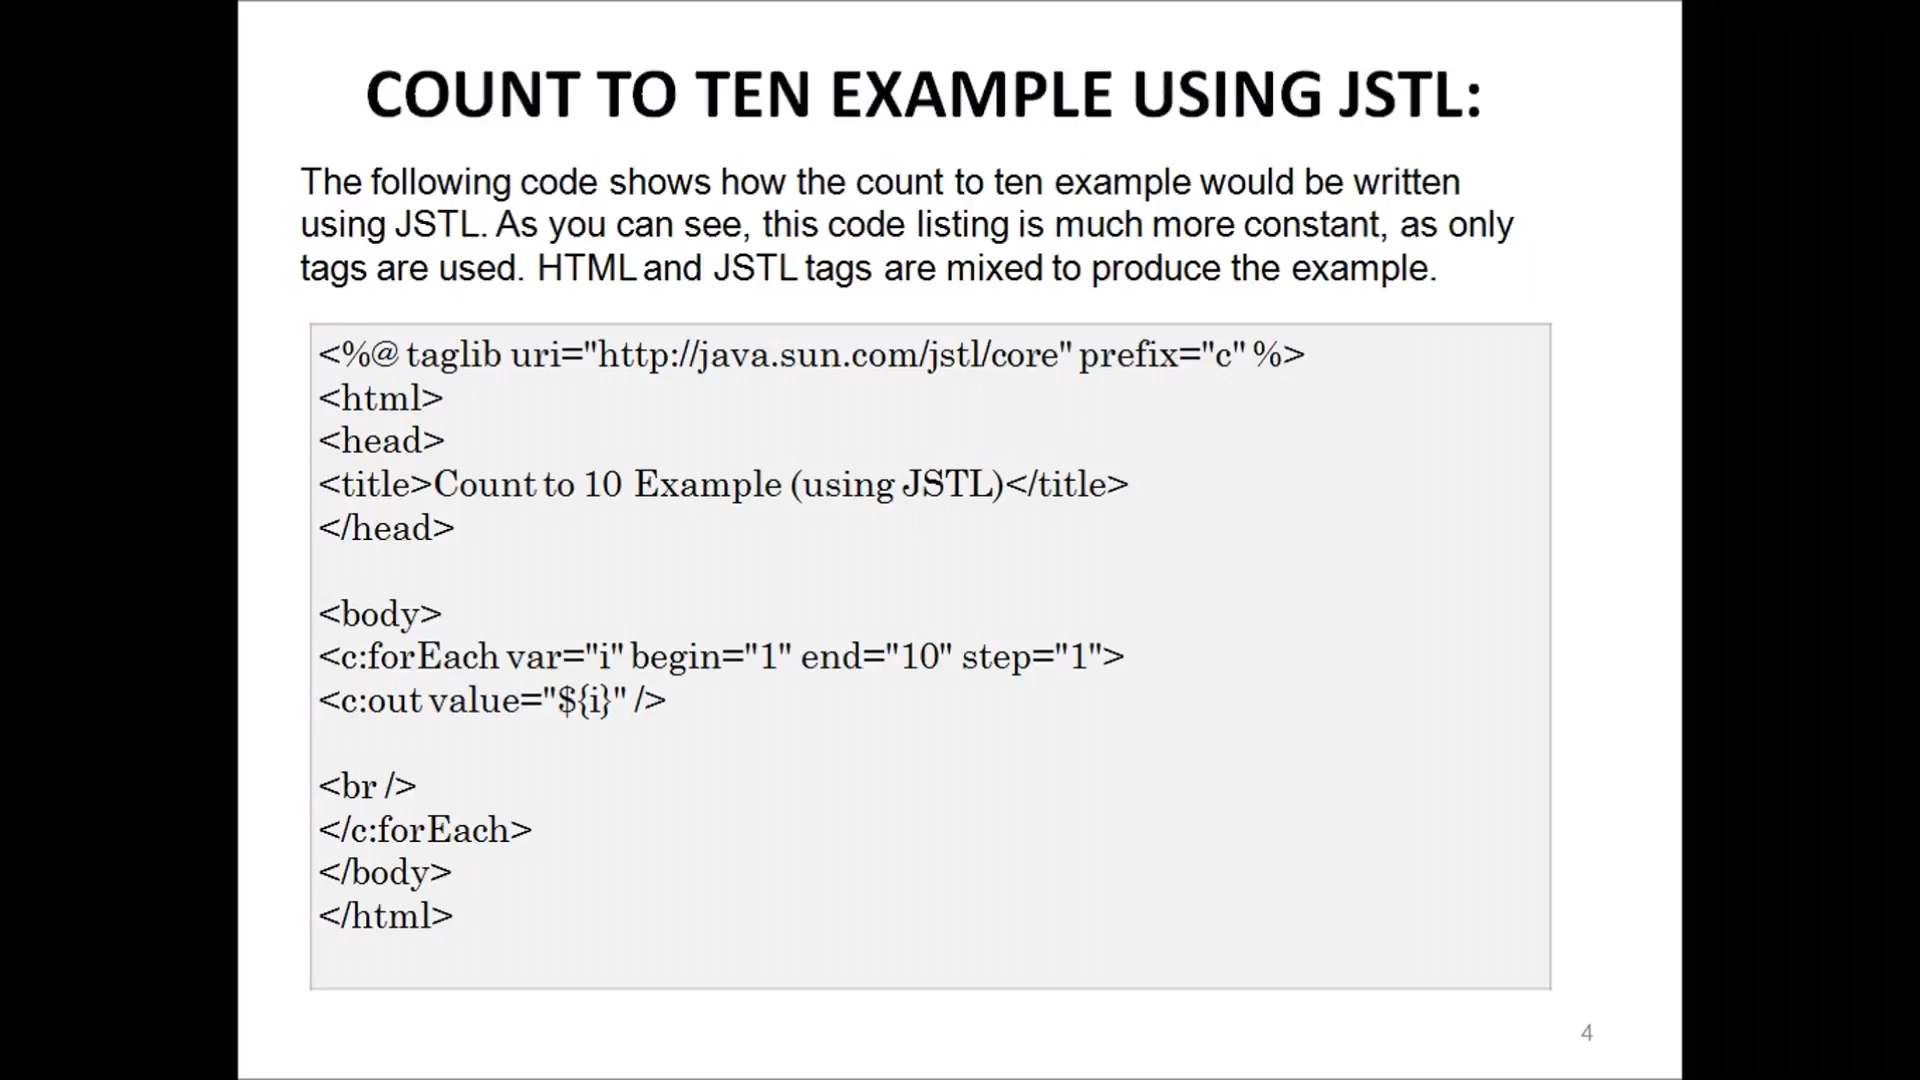 COUNT TO TEN EXAMPLE USING JSTL:
The following code shows how the count to ten example would be written
using JSTL. As you can see, this code listing is much more constant, as only
tags are used. HTML and JSTL tags are mixed to produce the example.
<%@ taglib uri="http://java.sun.com/jstl/core" prefix="c" %>
<html>
<head>
<title>Count to 10 Example (using JSTL)</title>
</head>
<body>
<c:forEach var="i" begin="1" end="10" step="1">
<c:out value="${i}" />
<br />
</c:forEach>
</body>
</html>
4